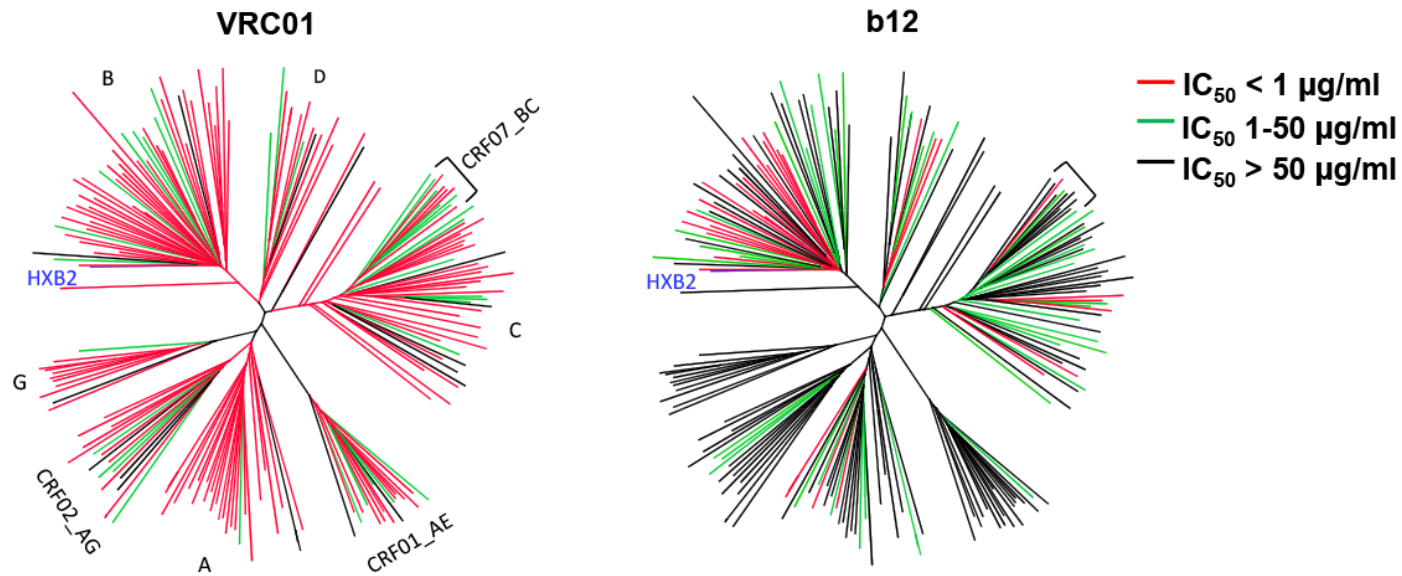 VRC01
b12
B
D
CRF07_BC
HXB2
C
G
CRF02_AG
A
CRF01_AE
HXB2
IC₅₀ < 1 µg/ml
IC₅₀ 1-50 µg/ml
IC₅₀ > 50 µg/ml